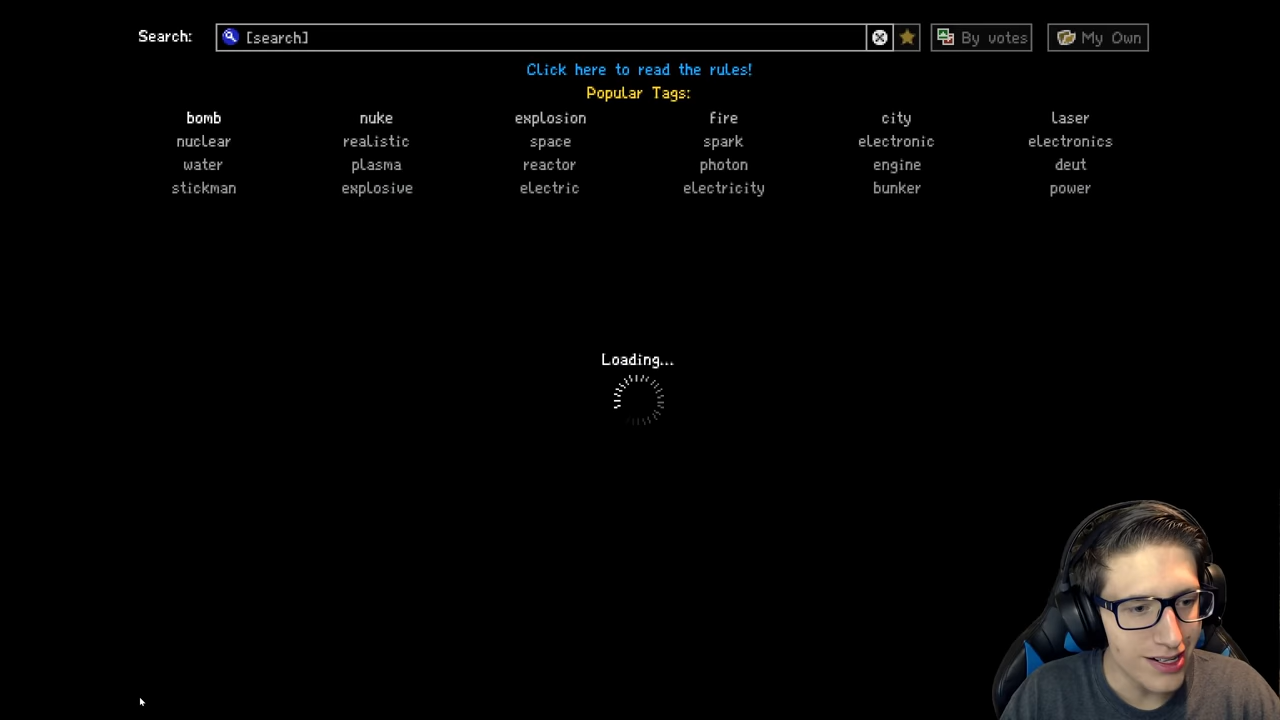 Search: [search] By votes My Own
Click here to read the rules!
Popular Tags:
bomb nuke explosion fire city laser
nuclear realistic space spark electronic electronics
water plasma reactor photon engine deut
stickman explosive electric electricity bunker power
Loading...